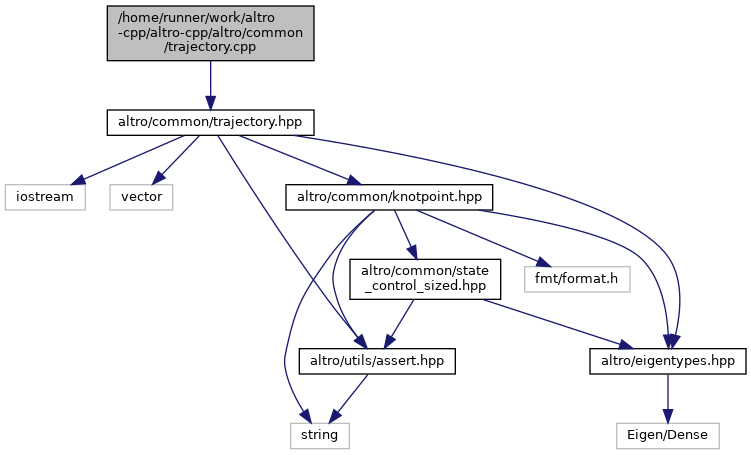 /home/runner/work/altro
-cpp/altro-cpp/altro/common
/trajectory.cpp
altro/common/trajectory.hpp
iostream
vector
altro/common/knotpoint.hpp
altro/common/state
_control_sized.hpp
fmt/format.h
altro/utils/assert.hpp
altro/eigentypes.hpp
string
Eigen/Dense